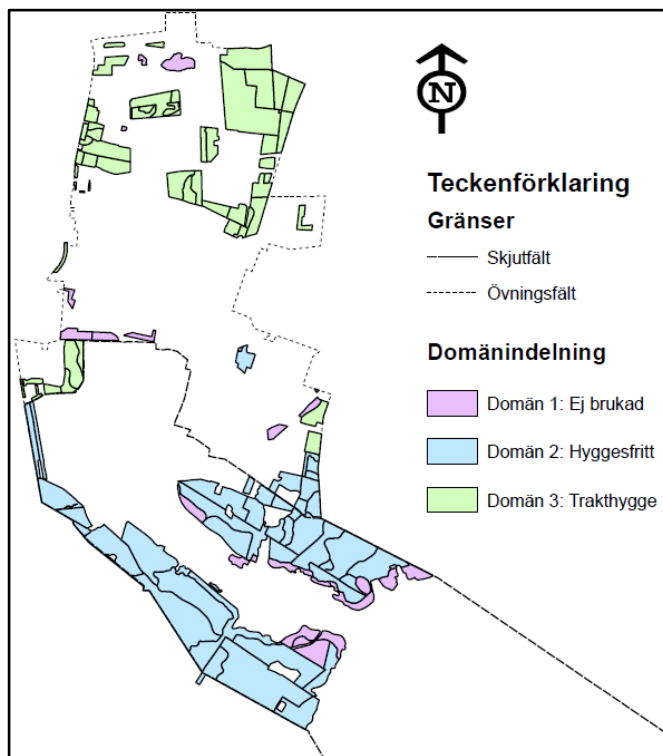 N
Teckenförklaring
Gränser
Skjutfält
Övningsfält
Domänindelning
Domän 1: Ej brukad
Domän 2: Hyggesfritt
Domän 3: Trakthygge